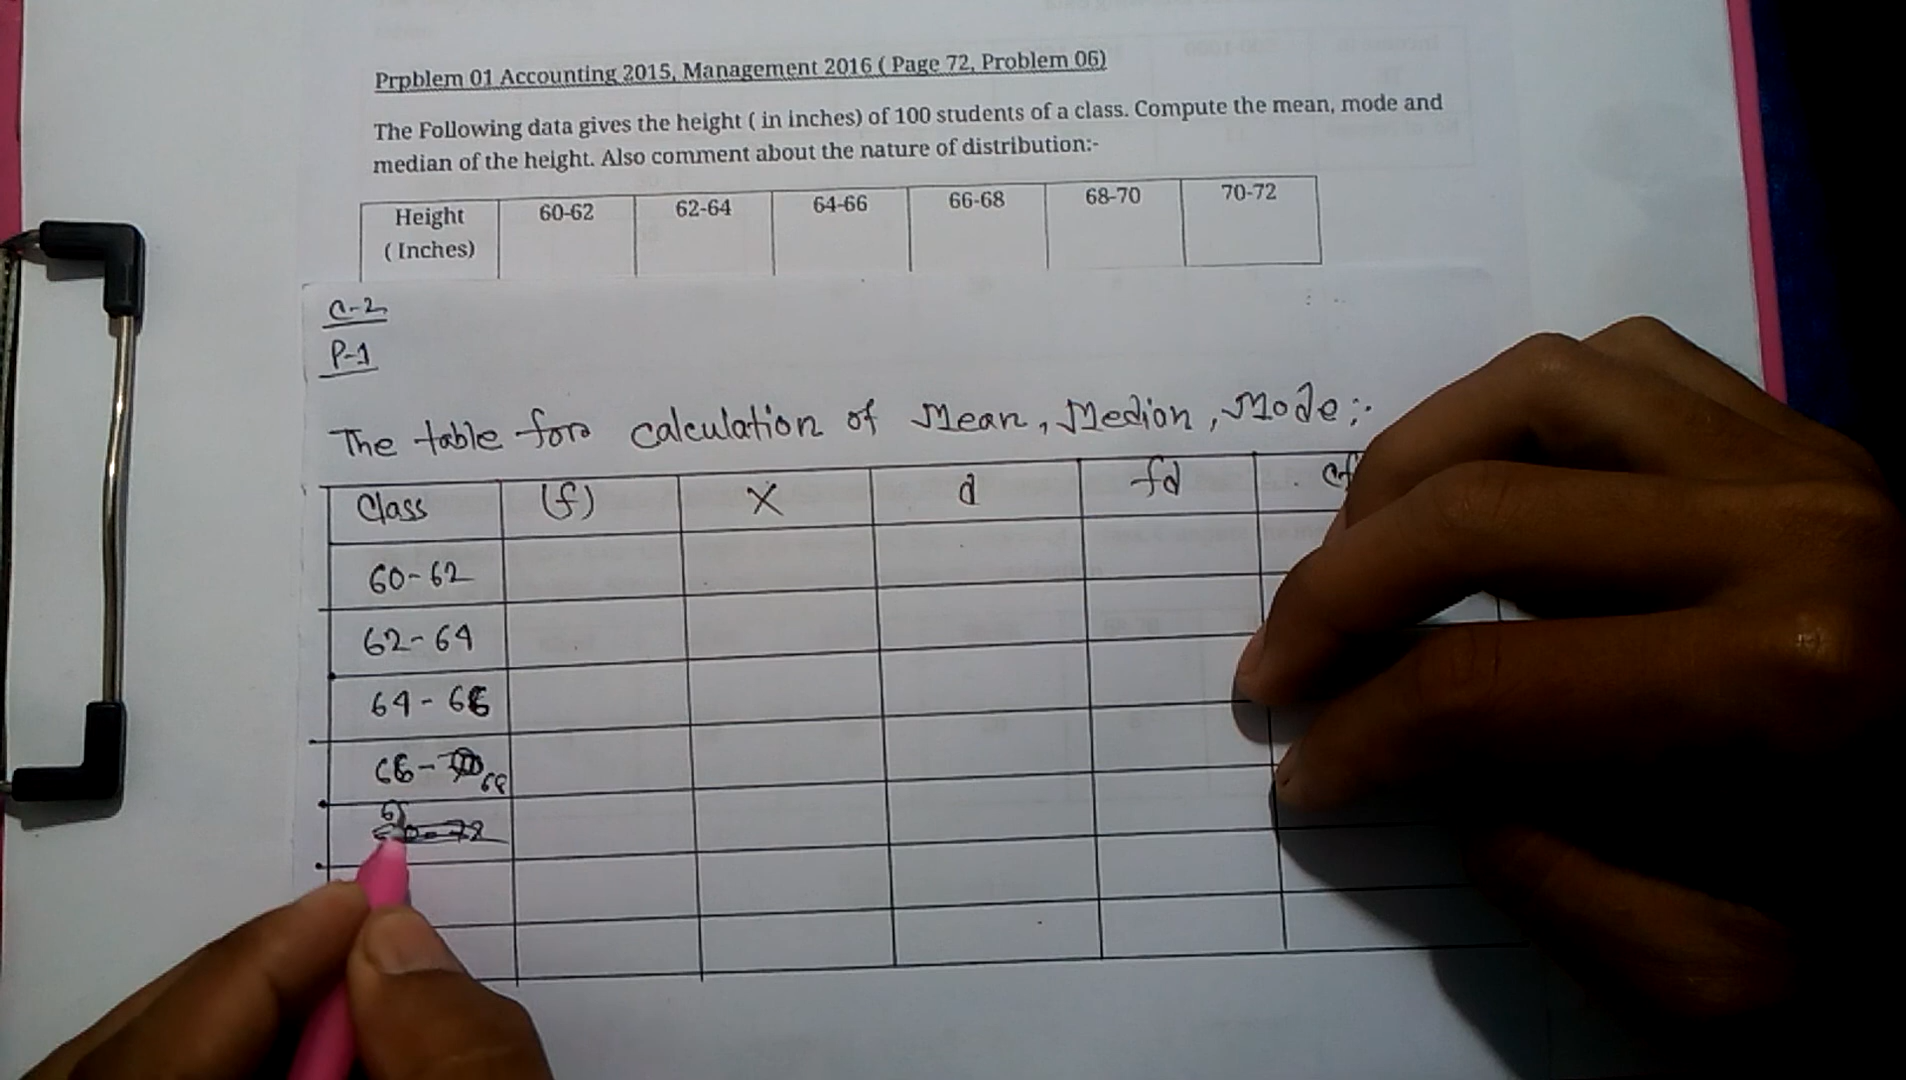 Prpblem 01 Accounting 2015, Management 2016 ( Page 72, Problem 06)
The Following data gives the height ( in inches) of 100 students of a class. Compute the mean, mode and
median of the height. Also comment about the nature of distribution:-
Height 60-62 62-64 64-66 66-68 68-70 70-72
( Inches)
C-2
P-1
The table for calculation of Mean, Median, Mode:-
Class (f) X d fd cf
60-62
62-64
64-66
66- 68